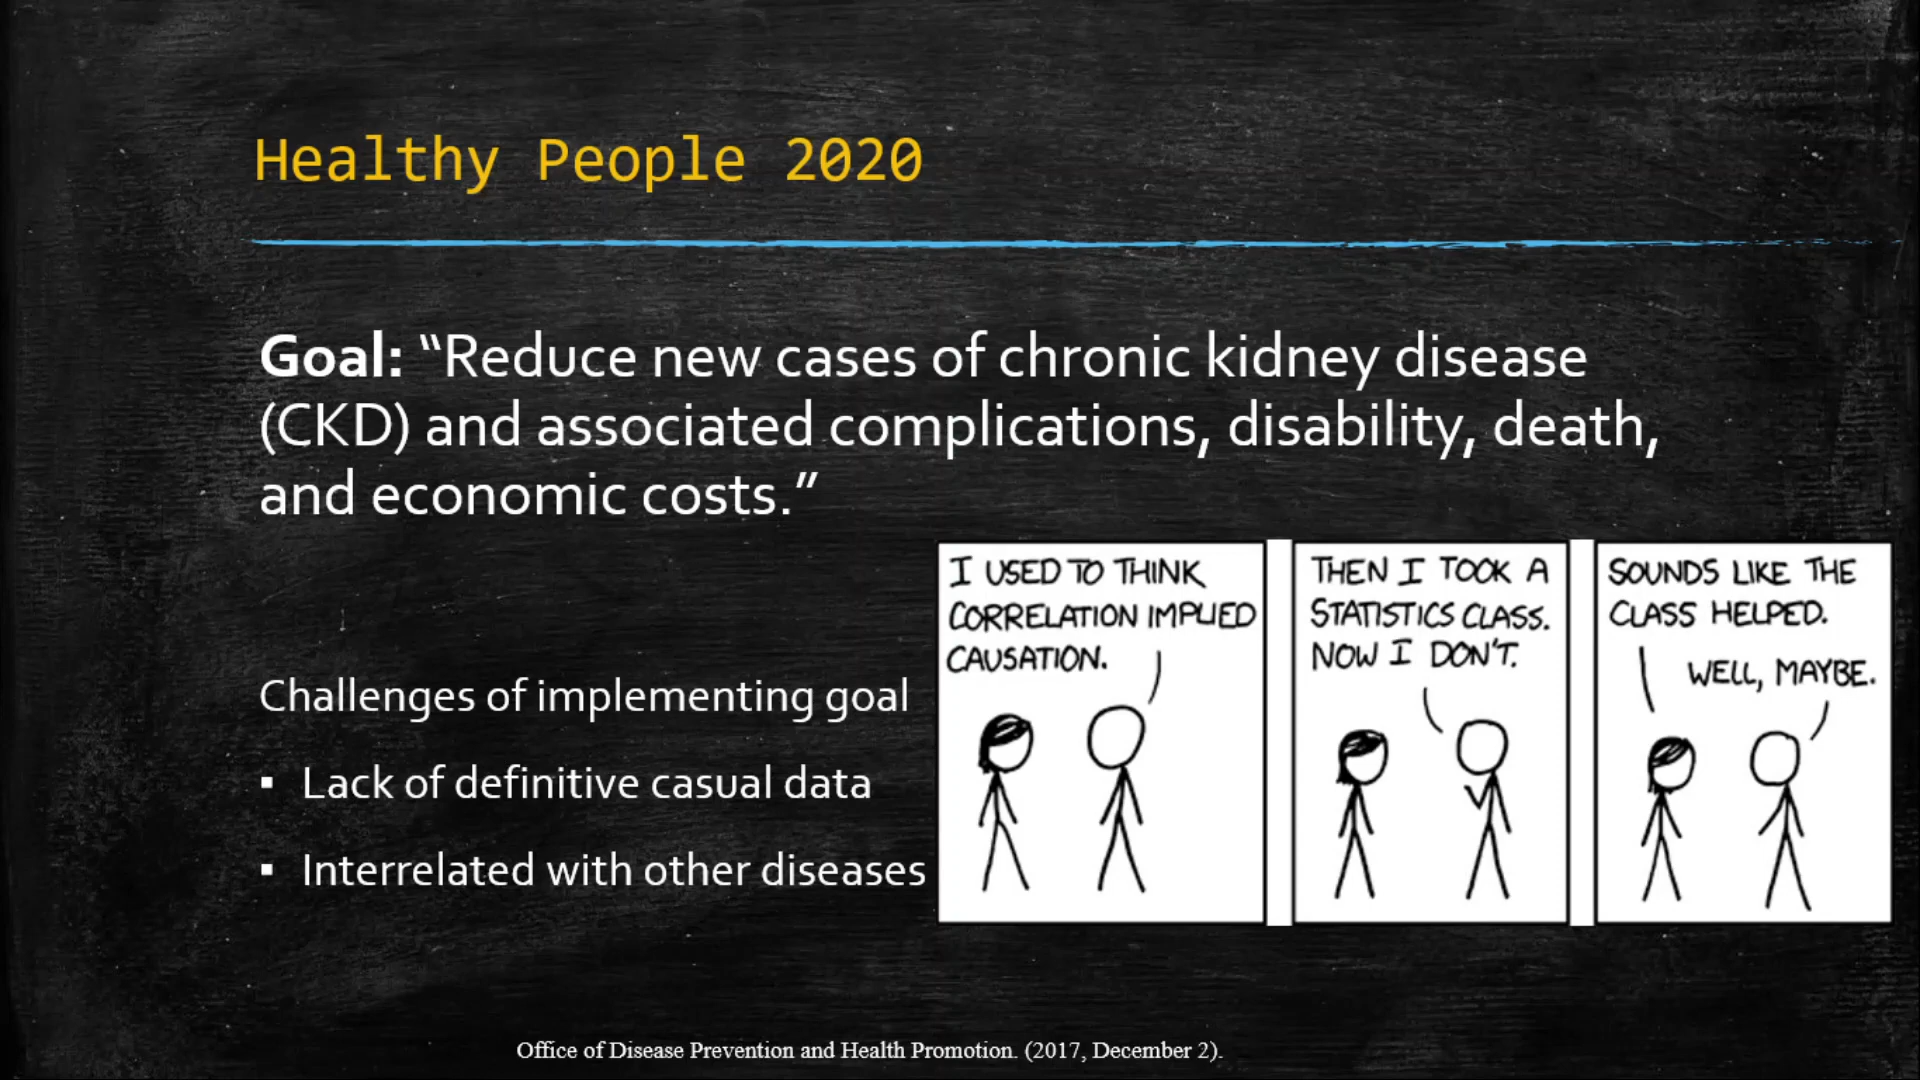 Healthy People 2020
Goal: “Reduce new cases of chronic kidney disease
(CKD) and associated complications, disability, death,
and economic costs.”
Challenges of implementing goal
▪ Lack of definitive casual data
▪ Interrelated with other diseases
I USED TO THINK
CORRELATION IMPLIED
CAUSATION.
THEN I TOOK A
STATISTICS CLASS.
NOW I DON'T.
SOUNDS LIKE THE
CLASS HELPED.
WELL, MAYBE.
Office of Disease Prevention and Health Promotion. (2017, December 2).